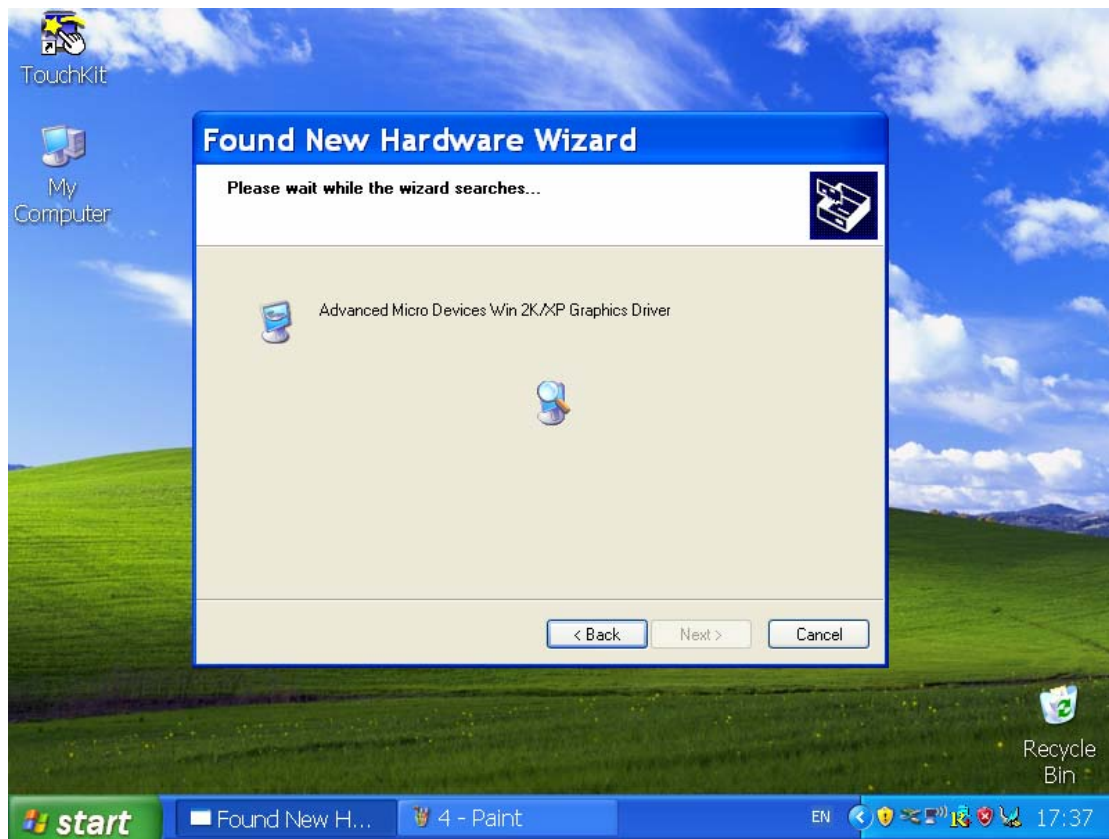 TouchKit
My
Computer
Found New Hardware Wizard
Please wait while the wizard searches...
Advanced Micro Devices Win 2K/XP Graphics Driver
< Back
Next >
Cancel
Recycle
Bin
start
Found New H...
4 - Paint
EN
17:37